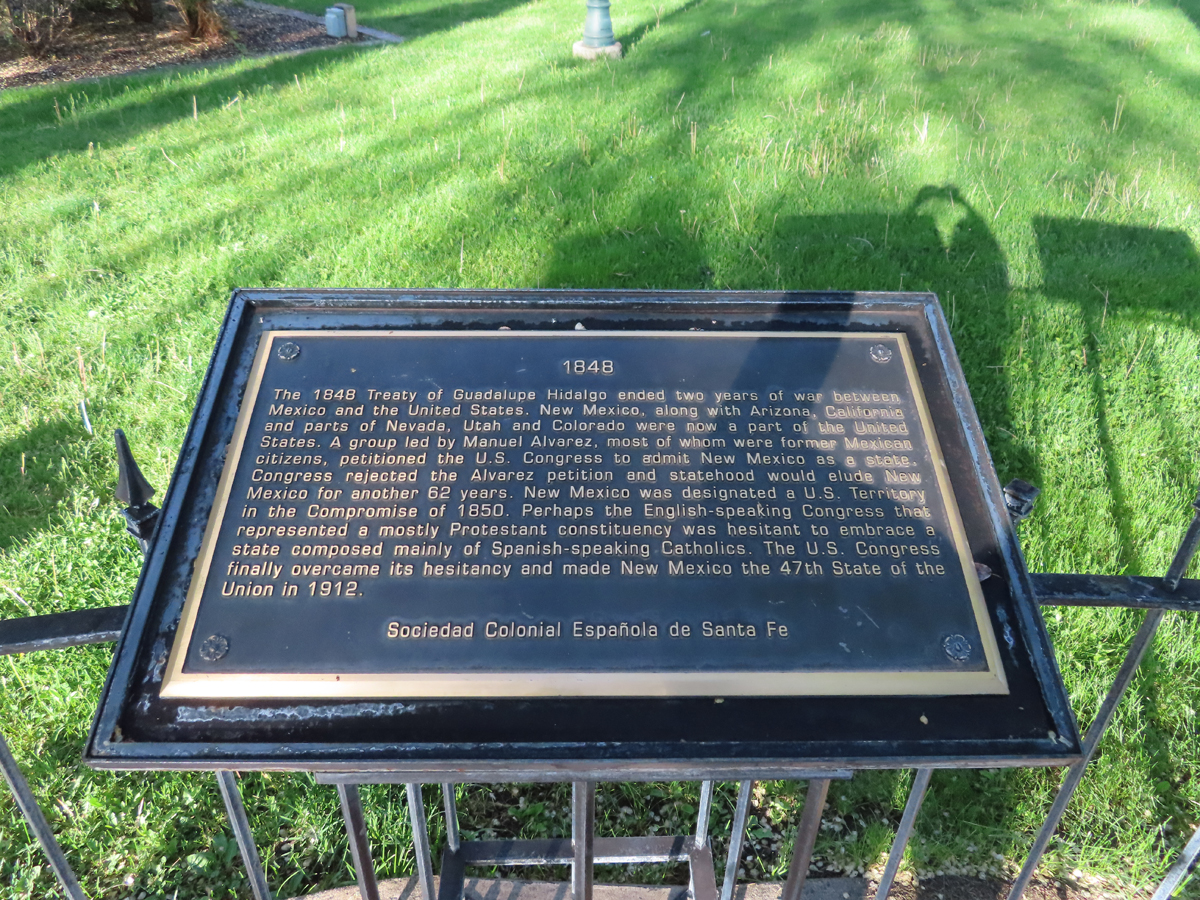 1848
The 1848 Treaty of Guadalupe Hidalgo ended two years of war between
Mexico and the United States. New Mexico, along with Arizona, California
and parts of Nevada, Utah and Colorado were now a part of the United
States. A group led by Manuel Alvarez, most of whom were former Mexican
citizens, petitioned the U.S. Congress to admit New Mexico as a state.
Congress rejected the Alvarez petition and statehood would elude New
Mexico for another 62 years. New Mexico was designated a U.S. Territory
in the Compromise of 1850. Perhaps the English-speaking Congress that
represented a mostly Protestant constituency was hesitant to embrace a
state composed mainly of Spanish-speaking Catholics. The U.S. Congress
finally overcame its hesitancy and made New Mexico the 47th State of the
Union in 1912.
Sociedad Colonial Española de Santa Fe